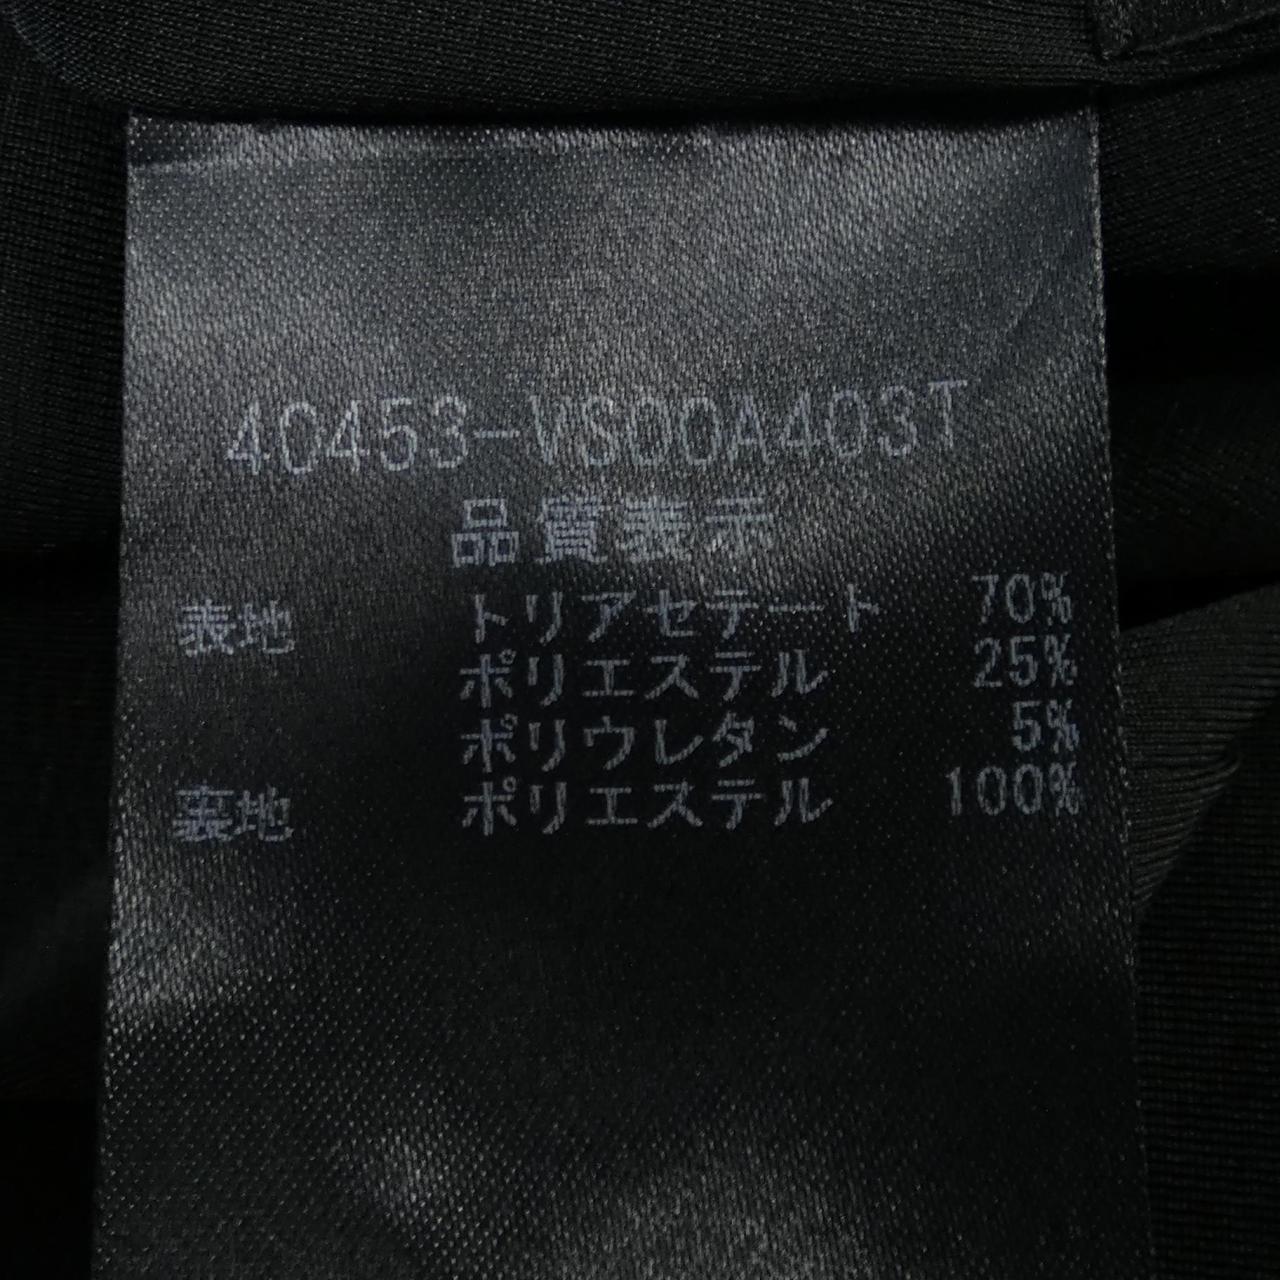 40453-VS00A403T
品質表示
表地 トリアセテート 70%
ポリエステル 25%
ポリウレタン 5%
裏地 ポリエステル 100%